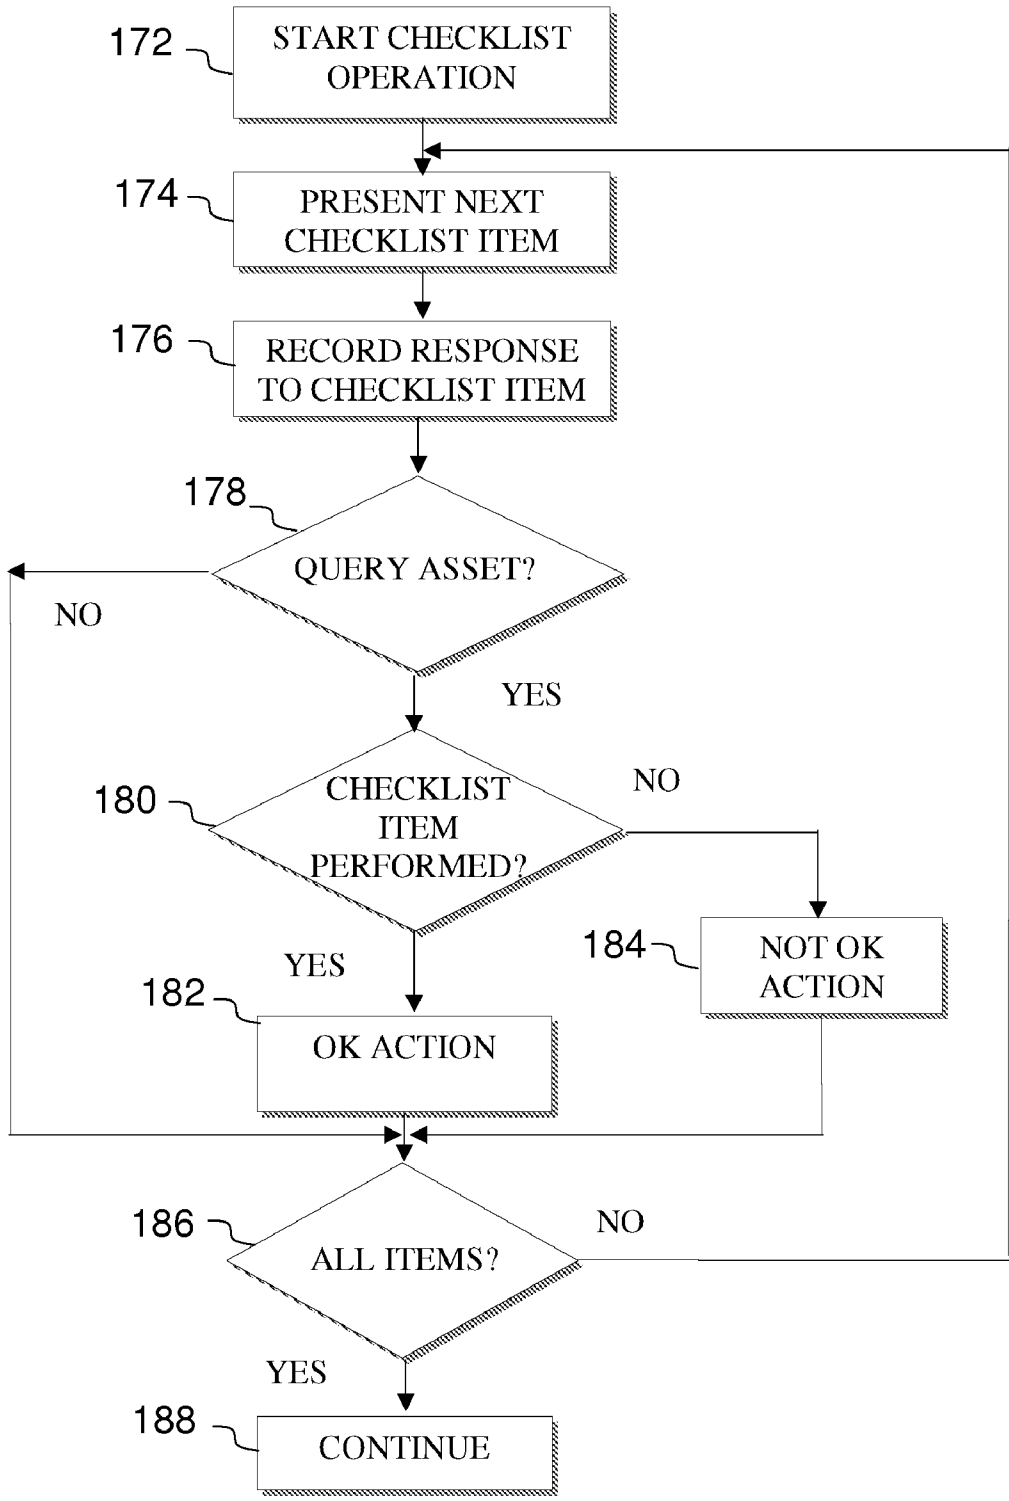 172
START CHECKLIST
OPERATION
174
PRESENT NEXT
CHECKLIST ITEM
176
RECORD RESPONSE
TO CHECKLIST ITEM
178
QUERY ASSET?
NO
YES
180
CHECKLIST
ITEM
PERFORMED?
NO
YES
184
NOT OK
ACTION
182
OK ACTION
186
ALL ITEMS?
NO
YES
188
CONTINUE